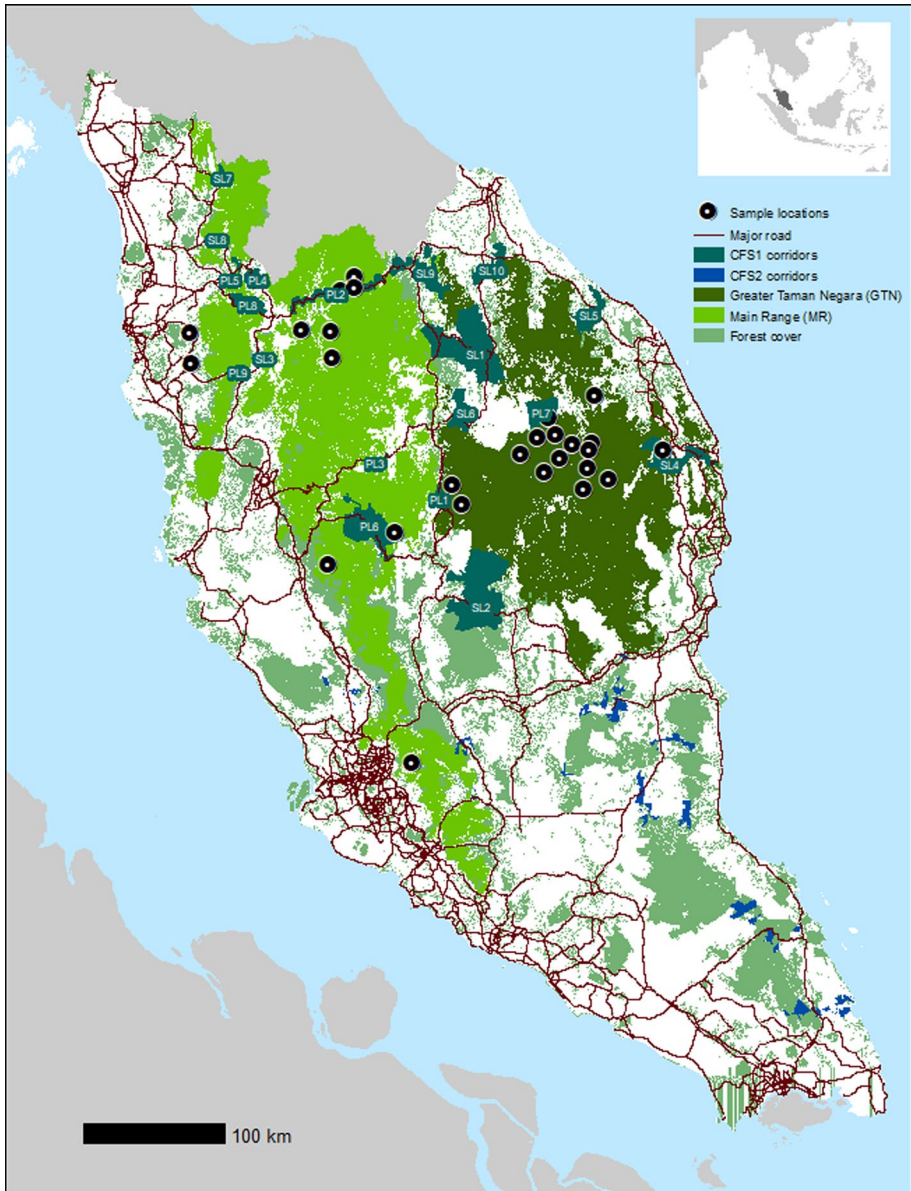 Sample locations
Major road
CFS1 corridors
CFS2 corridors
Greater Taman Negara (GTN)
Main Range (MR)
Forest cover
SL7
SL8
PL5
PL4
PL8
PL2
SL9
SL10
SL5
SL3
PL9
SL1
SL6
PL7
PL3
SL4
PL1
PL6
SL2
100 km